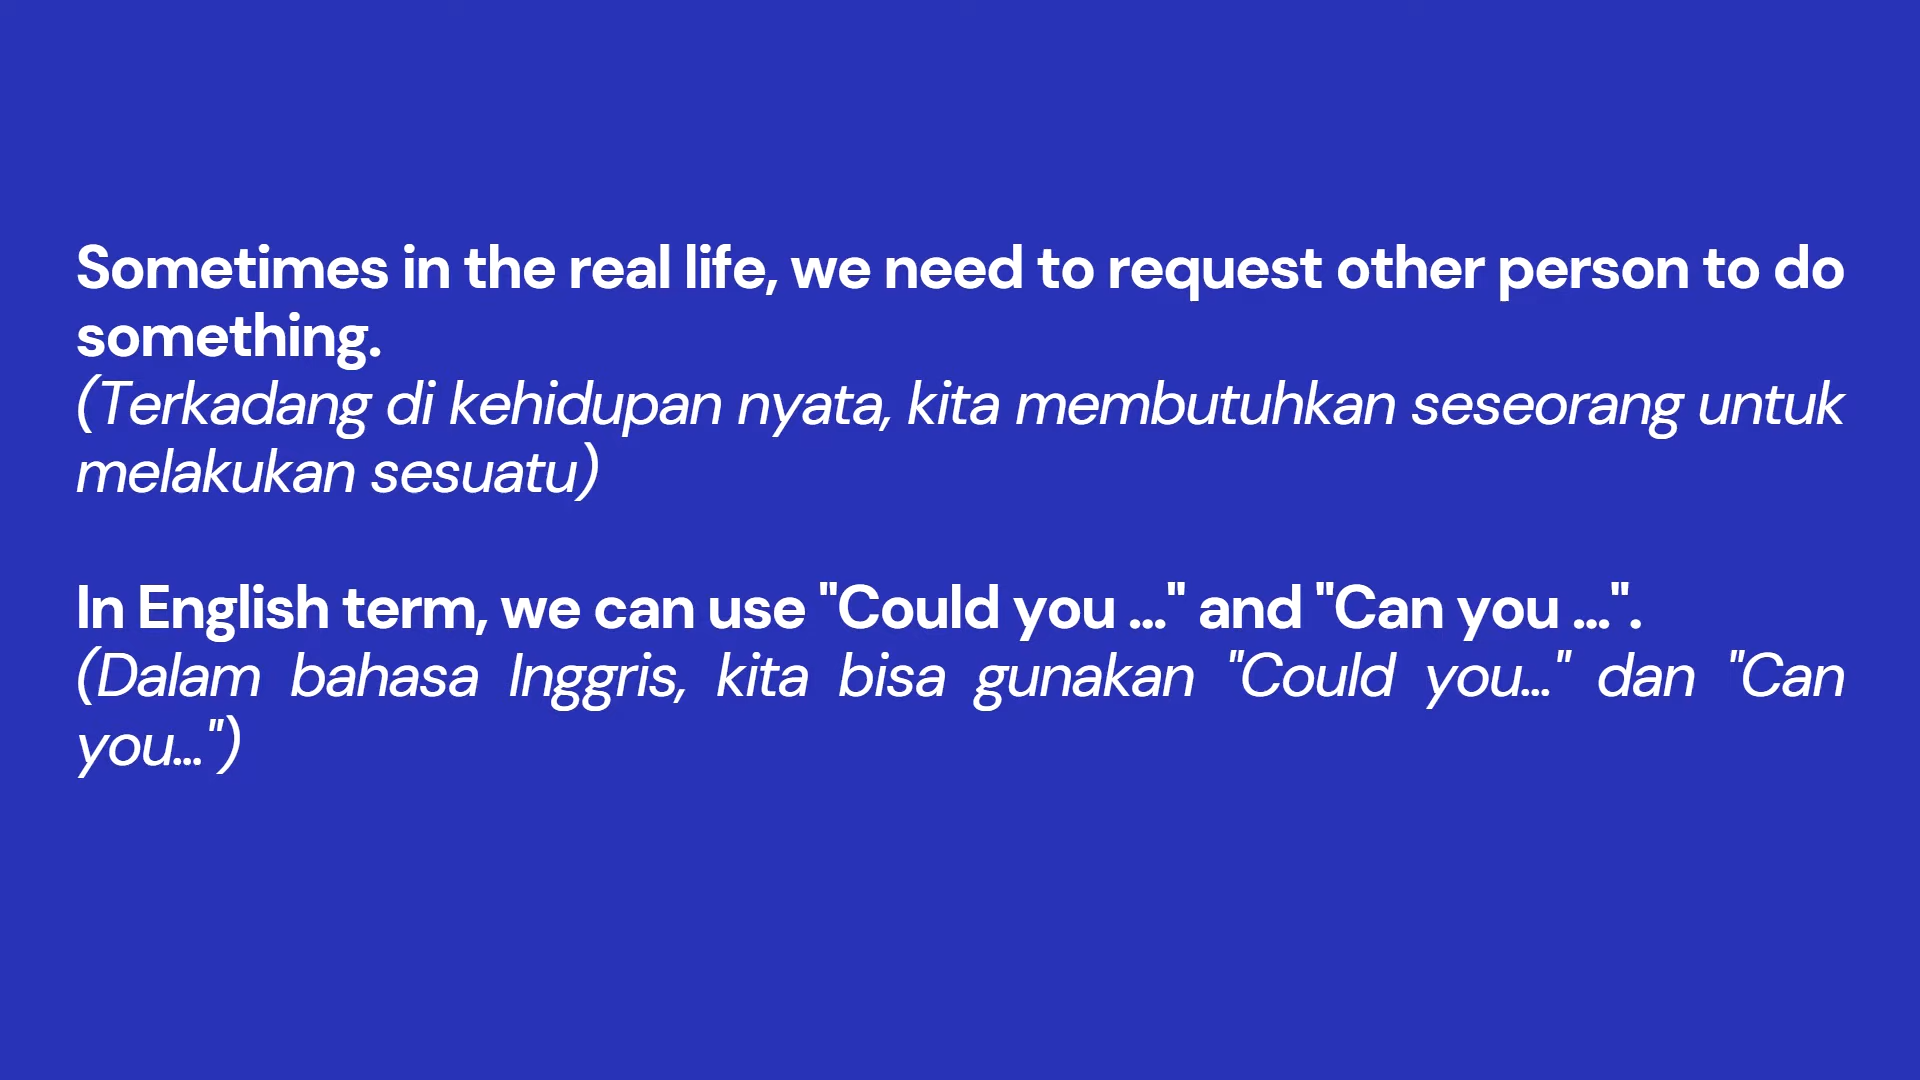 Sometimes in the real life, we need to request other person to do
something.
(Terkadang di kehidupan nyata, kita membutuhkan seseorang untuk
melakukan sesuatu)
In English term, we can use "Could you ..." and "Can you ...".
(Dalam bahasa Inggris, kita bisa gunakan "Could you..." dan "Can
you...")